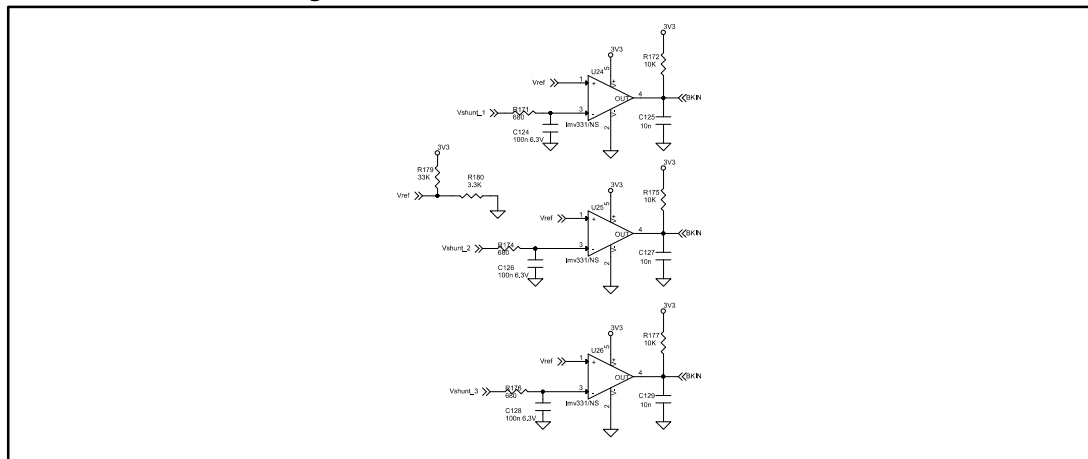 3V3
R172
10K
3V3
U24
5
V+
Vref
1
+
OUT
4
BKIN
Vshunt_1
R171
680
3
-
V-
2
lmv331/NS
C124
100n 6.3V
C125
10n
3V3
R179
33K
R180
3.3K
Vref
3V3
R175
10K
3V3
U25
5
V+
Vref
1
+
OUT
4
BKIN
Vshunt_2
R174
680
3
-
V-
2
lmv331/NS
C126
100n 6.3V
C127
10n
3V3
R177
10K
3V3
U26
5
V+
Vref
1
+
OUT
4
BKIN
Vshunt_3
R176
680
3
-
V-
2
lmv331/NS
C128
100n 6.3V
C129
10n